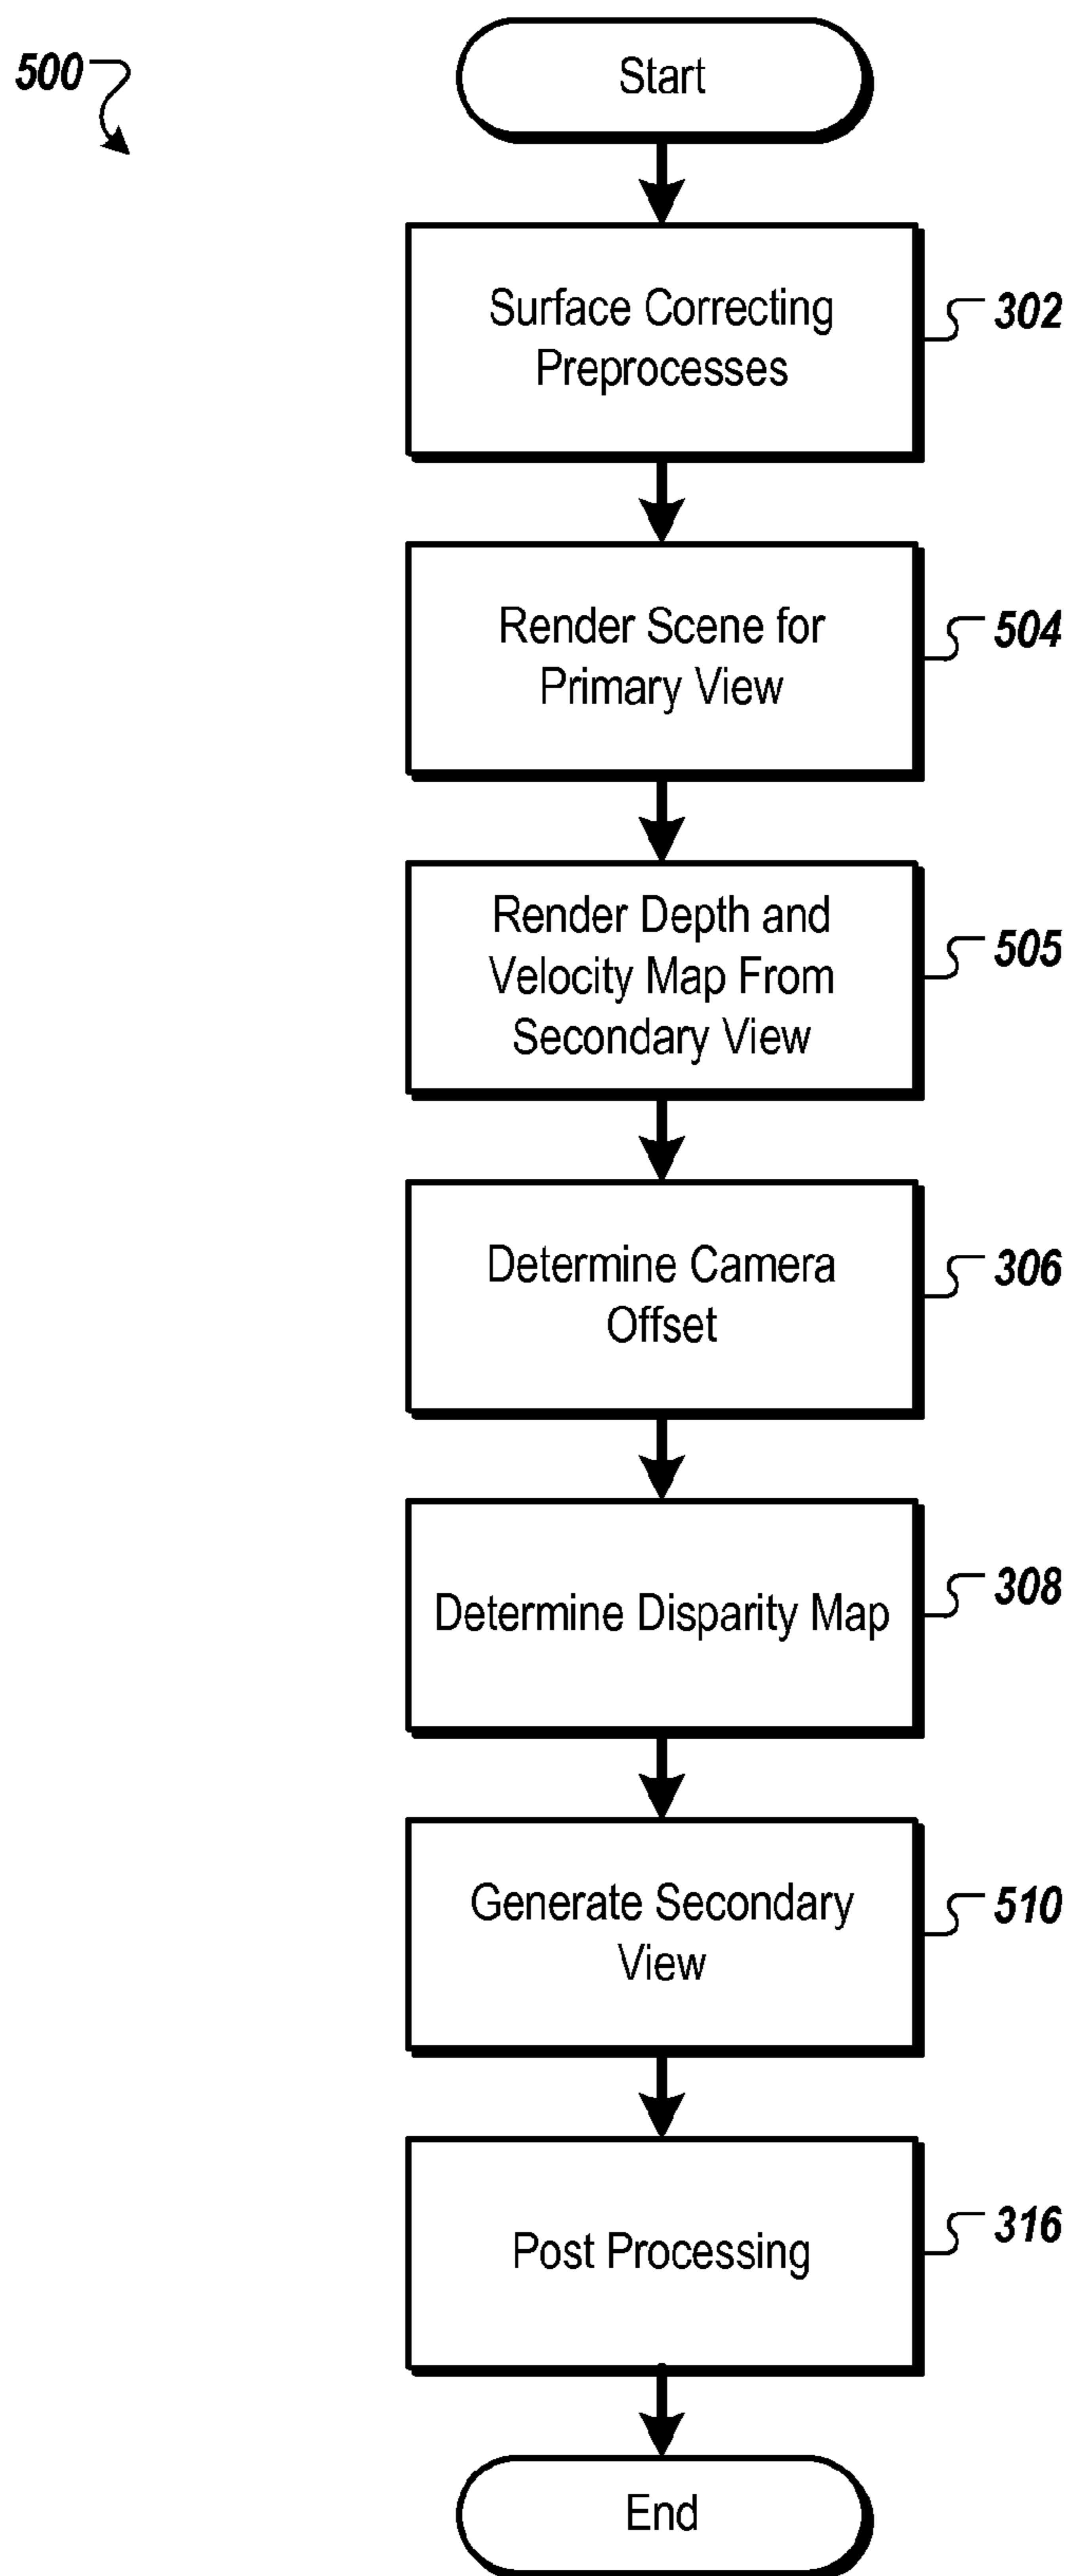 500
Start
Surface Correcting
Preprocesses
302
Render Scene for
Primary View
504
Render Depth and
Velocity Map From
Secondary View
505
Determine Camera
Offset
306
Determine Disparity Map
308
Generate Secondary
View
510
Post Processing
316
End